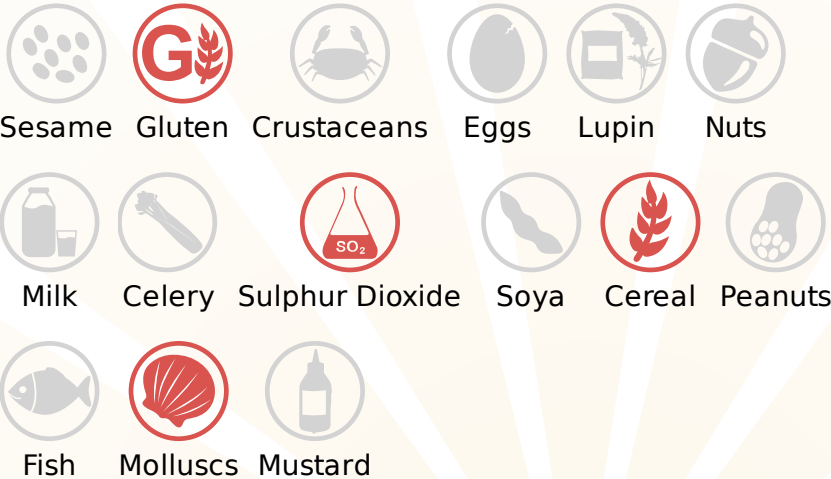 G
Sesame Gluten Crustaceans Eggs Lupin Nuts
SO₂
Milk Celery Sulphur Dioxide Soya Cereal Peanuts
Fish Molluscs Mustard